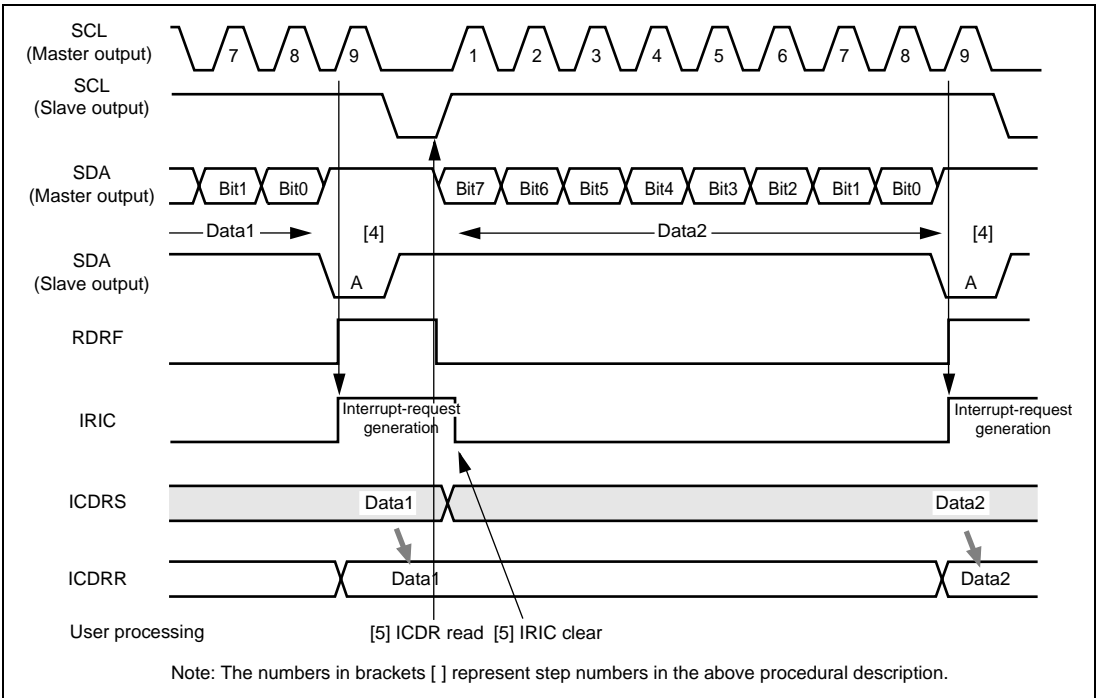 SCL
(Master output)
7 8 9 1 2 3 4 5 6 7 8 9
SCL
(Slave output)
SDA
(Master output)
Bit1 Bit0 Bit7 Bit6 Bit5 Bit4 Bit3 Bit2 Bit1 Bit0
Data1 [4] Data2 [4]
SDA
(Slave output)
A A
RDRF
IRIC
Interrupt-request
generation
Interrupt-request
generation
ICDRS
Data1 Data2
ICDRR
Data1 Data2
User processing
[5] ICDR read [5] IRIC clear
Note: The numbers in brackets [ ] represent step numbers in the above procedural description.